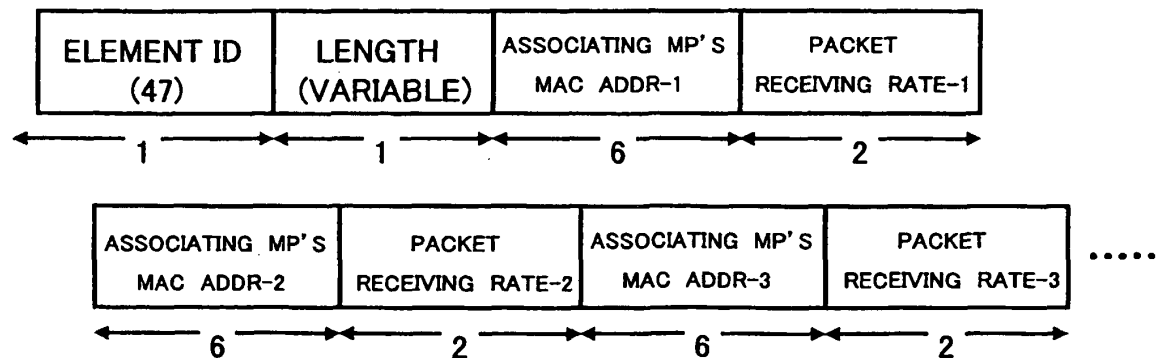 ELEMENT ID
(47)
LENGTH
(VARIABLE)
ASSOCIATING MP'S
MAC ADDR-1
PACKET
RECEIVING RATE-1
1
1
6
2
ASSOCIATING MP'S
MAC ADDR-2
PACKET
RECEIVING RATE-2
ASSOCIATING MP'S
MAC ADDR-3
PACKET
RECEIVING RATE-3
.....
6
2
6
2